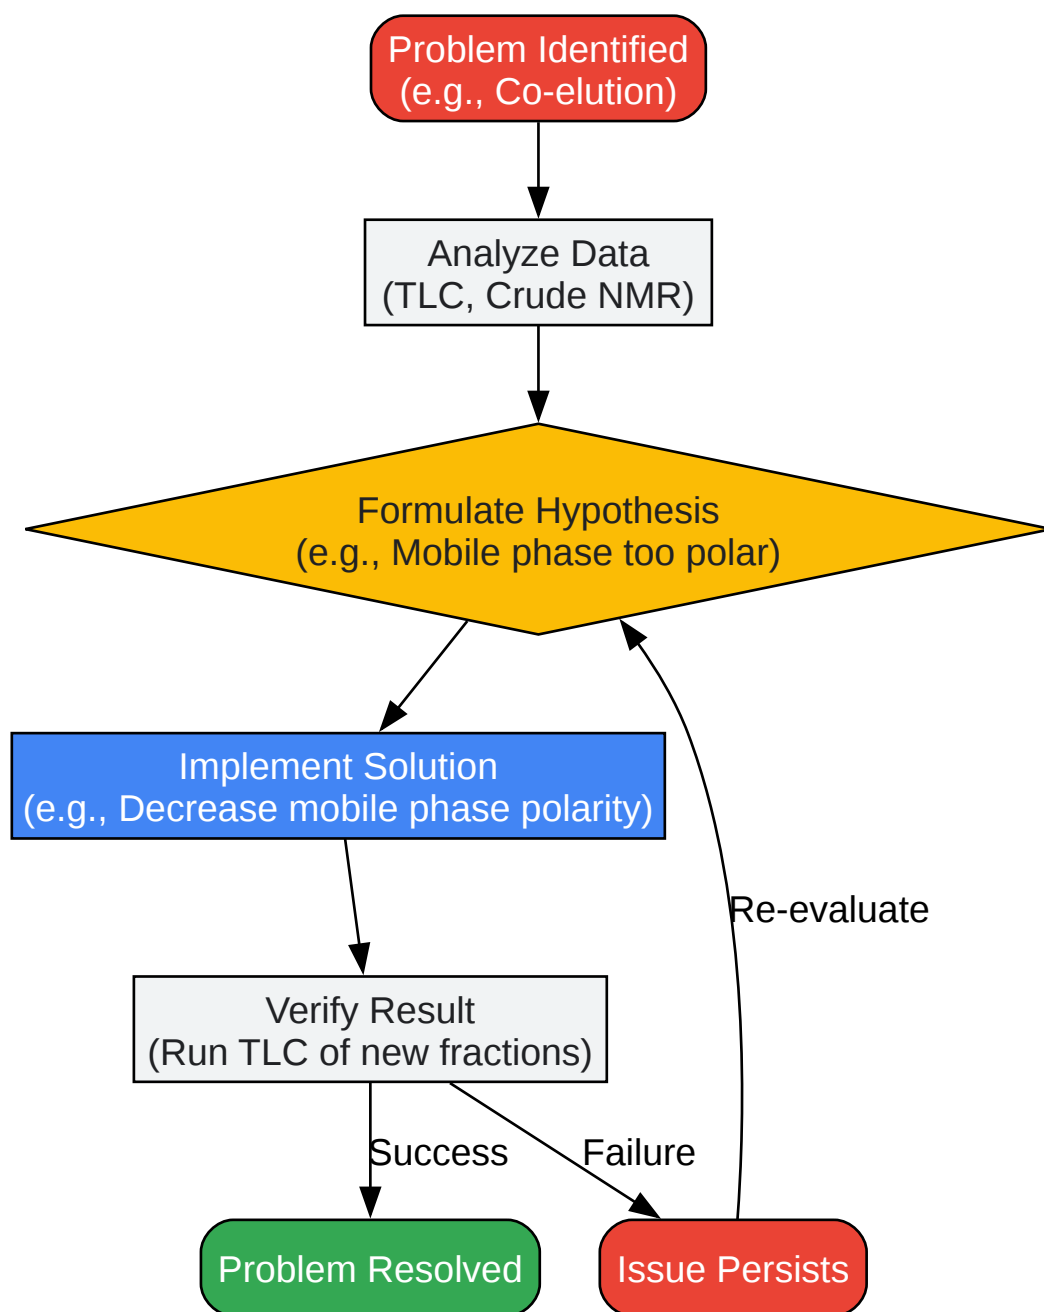 Problem Identified
(e.g., Co-elution)
Analyze Data
(TLC, Crude NMR)
Formulate Hypothesis
(e.g., Mobile phase too polar)
Implement Solution
(e.g., Decrease mobile phase polarity)
Re-evaluate
Verify Result
(Run TLC of new fractions)
Success
Failure
Problem Resolved
Issue Persists